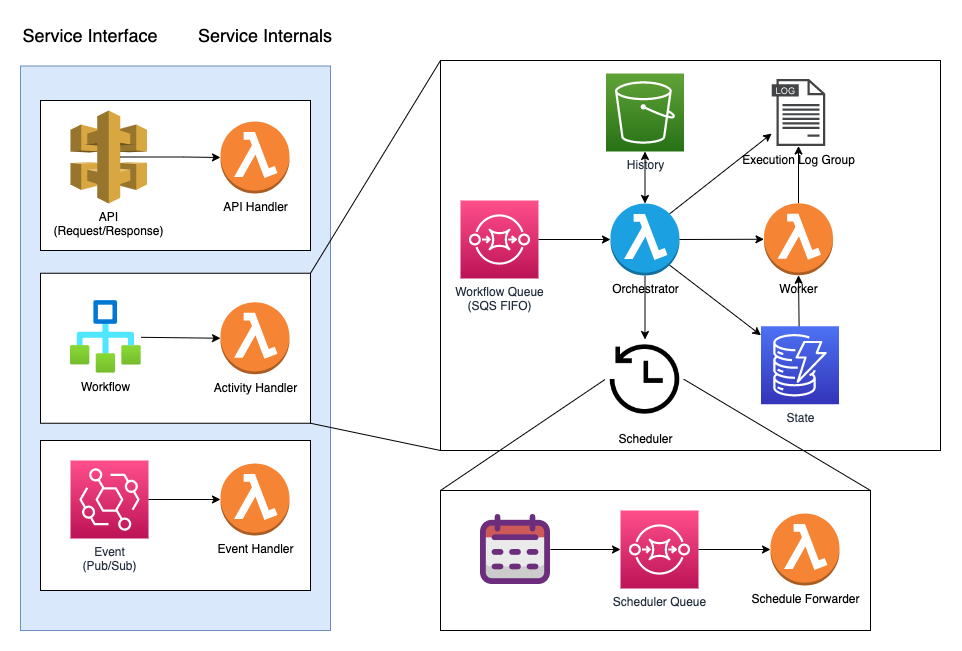 Service Interface
Service Internals
API
(Request/Response)
API Handler
Workflow
Activity Handler
Event
(Pub/Sub)
Event Handler
History
LOG
Execution Log Group
Workflow Queue
(SQS FIFO)
Orchestrator
Worker
Scheduler
State
Scheduler Queue
Schedule Forwarder